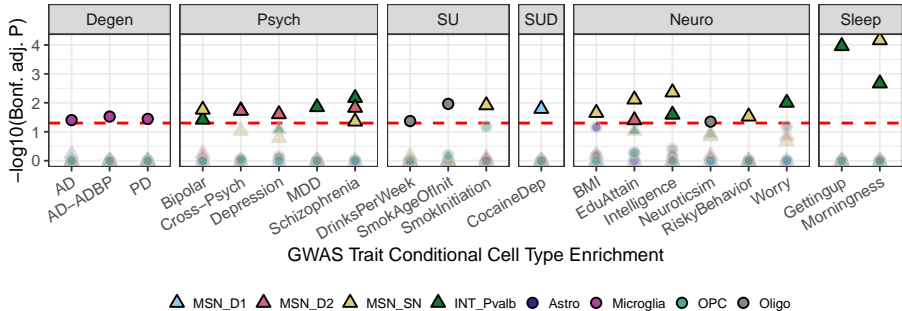 Degen Psych SU SUD Neuro Sleep
−log10(Bonf. adj. P)
4
3
2
1
0
AD AD−ADBP PD Bipolar Cross−Psych Depression MDD Schizophrenia DrinksPerWeek SmokAgeOfInit SmokInitiation CocaineDep BMI EduAttain Intelligence Neuroticsim RiskyBehavior Worry Gettingup Morningness
GWAS Trait Conditional Cell Type Enrichment
MSN_D1 MSN_D2 MSN_SN INT_Pvalb Astro Microglia OPC Oligo